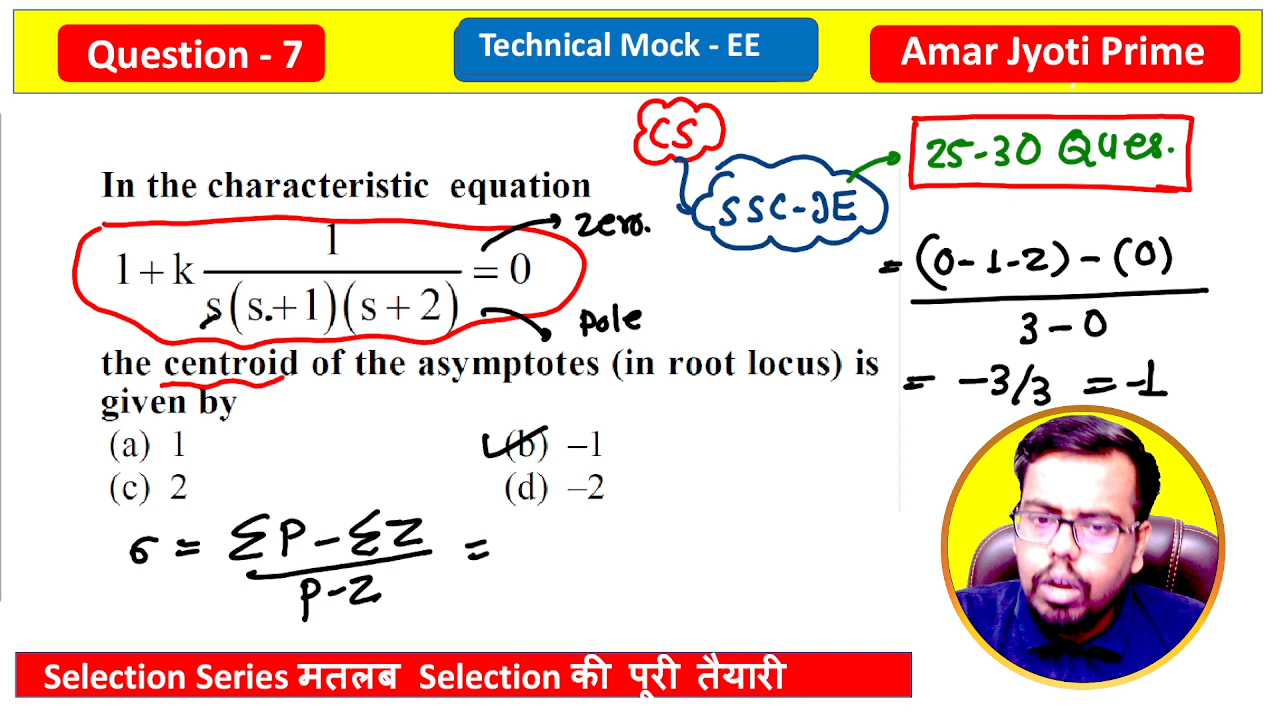 Question - 7
Technical Mock - EE
Amar Jyoti Prime
CS
SSC-JE
25-30 Ques.
In the characteristic equation
1 + k 1 / s(s+1)(s+2) = 0
zero.
pole
the centroid of the asymptotes (in root locus) is
given by
(a) 1
(b) –1
(c) 2
(d) –2
σ = ΣP - ΣZ / P - Z =
= (0-1-2) - (0) / 3 - 0
= -3/3 = -1
Selection Series मतलब Selection की पूरी तैयारी